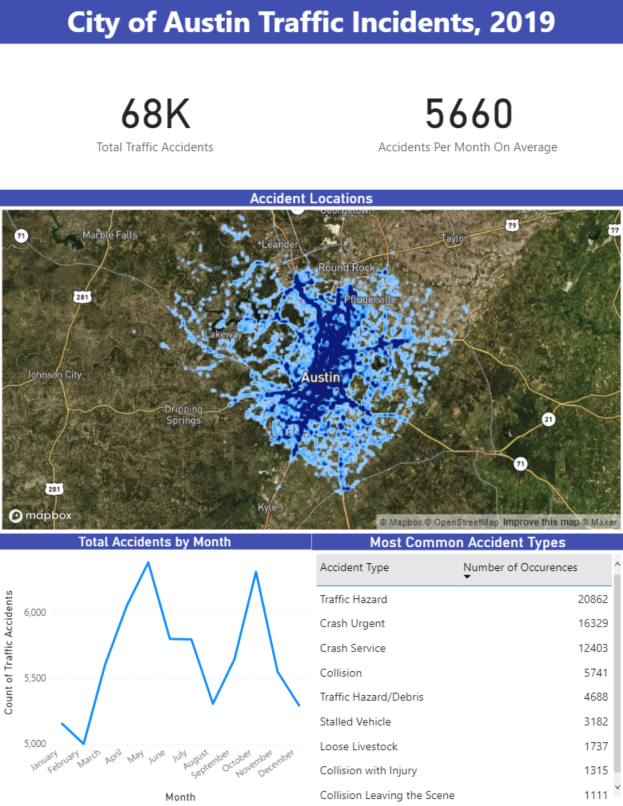 City of Austin Traffic Incidents, 2019
68K
Total Traffic Accidents
5660
Accidents Per Month On Average
Accident Locations
Georgetown
71
Marble Falls
79
77
Leander
Taylor
Round Rock
281
Pflugerville
Lakeway
Johnson City
Austin
Dripping
Springs
21
71
281
Kyle
mapbox
© Mapbox © OpenStreetMap Improve this map © Maxar
Total Accidents by Month
Count of Traffic Accidents
6,000
5,500
5,000
January
February
March
April
May
June
July
August
September
October
November
December
Month
Most Common Accident Types
Accident Type Number of Occurences
Traffic Hazard 20862
Crash Urgent 16329
Crash Service 12403
Collision 5741
Traffic Hazard/Debris 4688
Stalled Vehicle 3182
Loose Livestock 1737
Collision with Injury 1315
Collision Leaving the Scene 1111